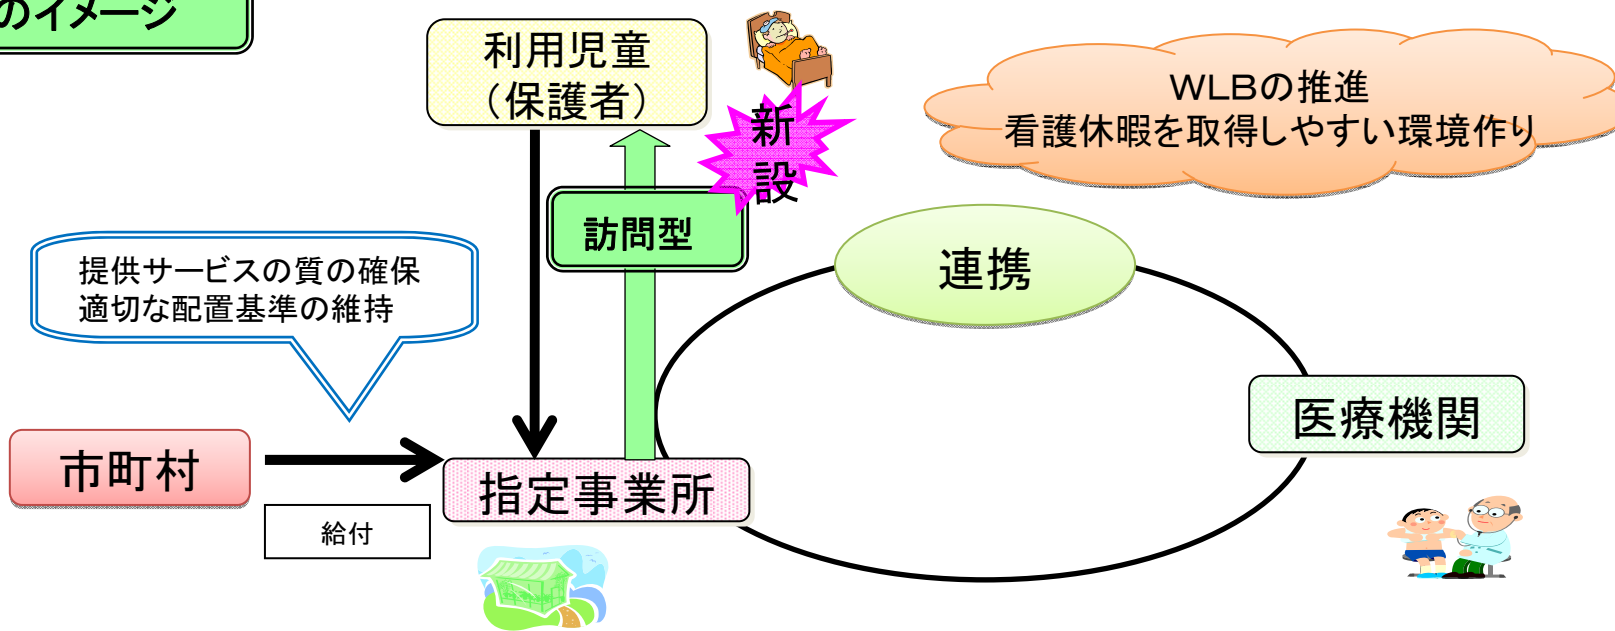 のイメージ
利用児童
（保護者）
新
設
WLBの推進
看護休暇を取得しやすい環境作り
訪問型
連携
提供サービスの質の確保
適切な配置基準の維持
医療機関
市町村
指定事業所
給付